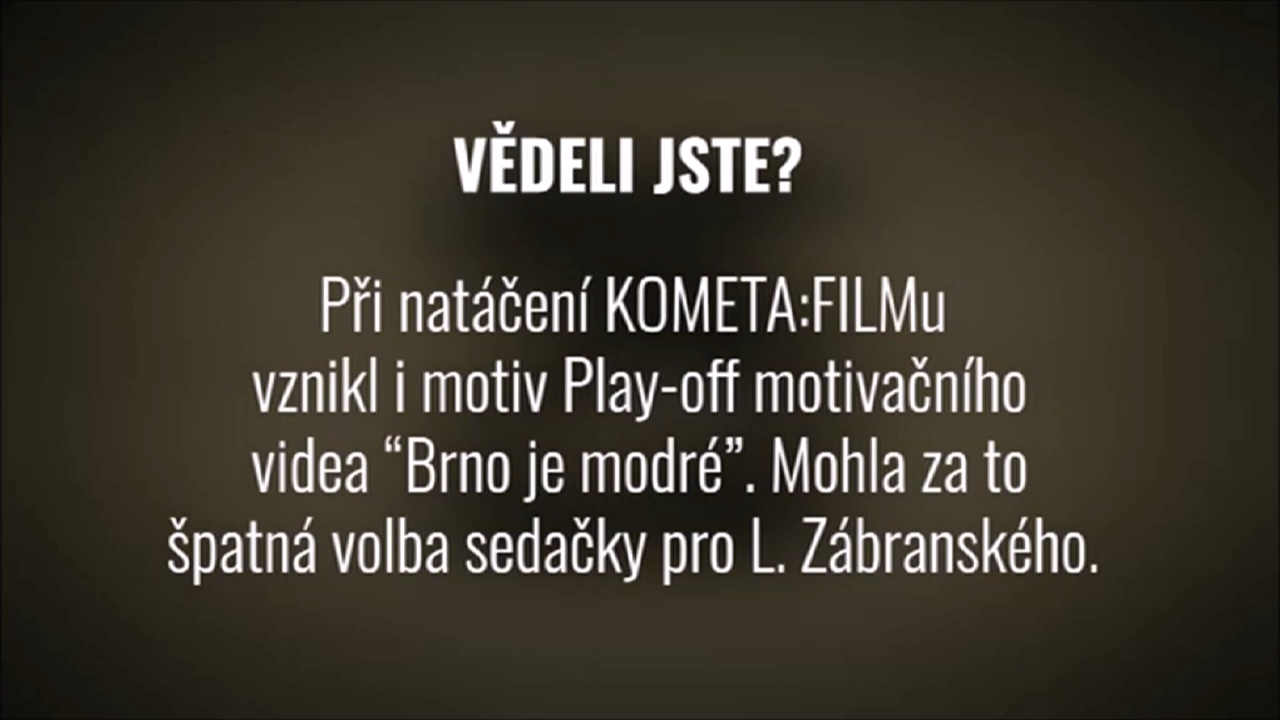 VĚDELI JSTE?
Při natáčení KOMETA:FILMu
vznikl i motiv Play-off motivačního
videa “Brno je modré”. Mohla za to
špatná volba sedačky pro L. Zábranského.